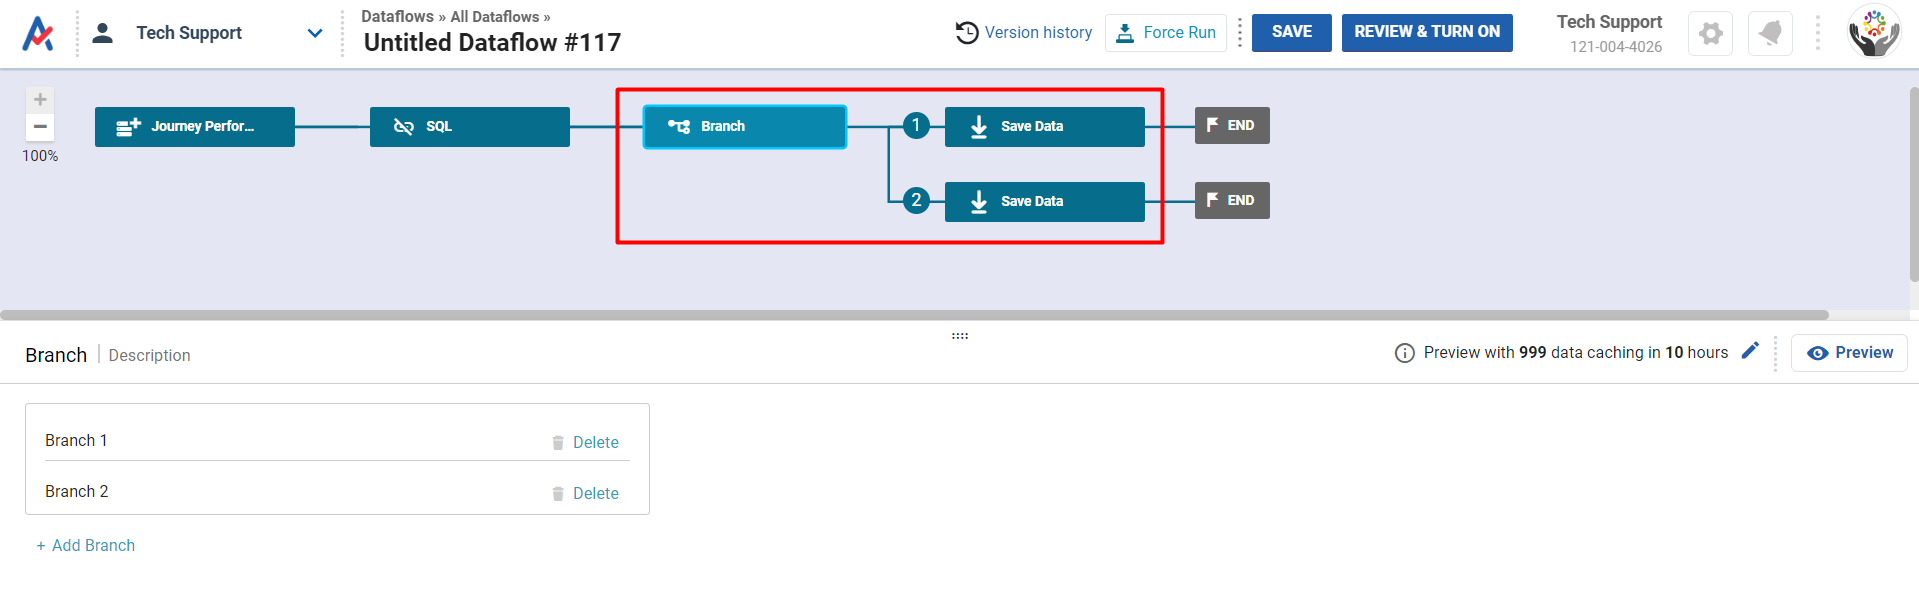 Tech Support
Dataflows » All Dataflows »
Untitled Dataflow #117
Version history
Force Run
SAVE
REVIEW & TURN ON
Tech Support
121-004-4026
+
−
100%
Journey Perfor...
SQL
Branch
1
Save Data
END
2
Save Data
END
Branch
Description
Preview with 999 data caching in 10 hours
Preview
Branch 1
Delete
Branch 2
Delete
+ Add Branch